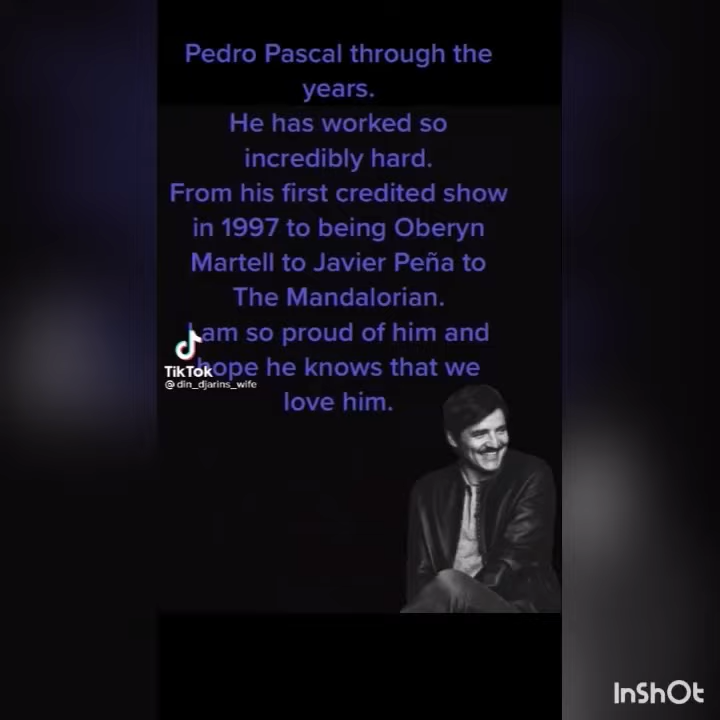 Pedro Pascal through the
years.
He has worked so
incredibly hard.
From his first credited show
in 1997 to being Oberyn
Martell to Javier Peña to
The Mandalorian.
I am so proud of him and
hope he knows that we
love him.
TikTok
@din_djarins_wife
InShOt